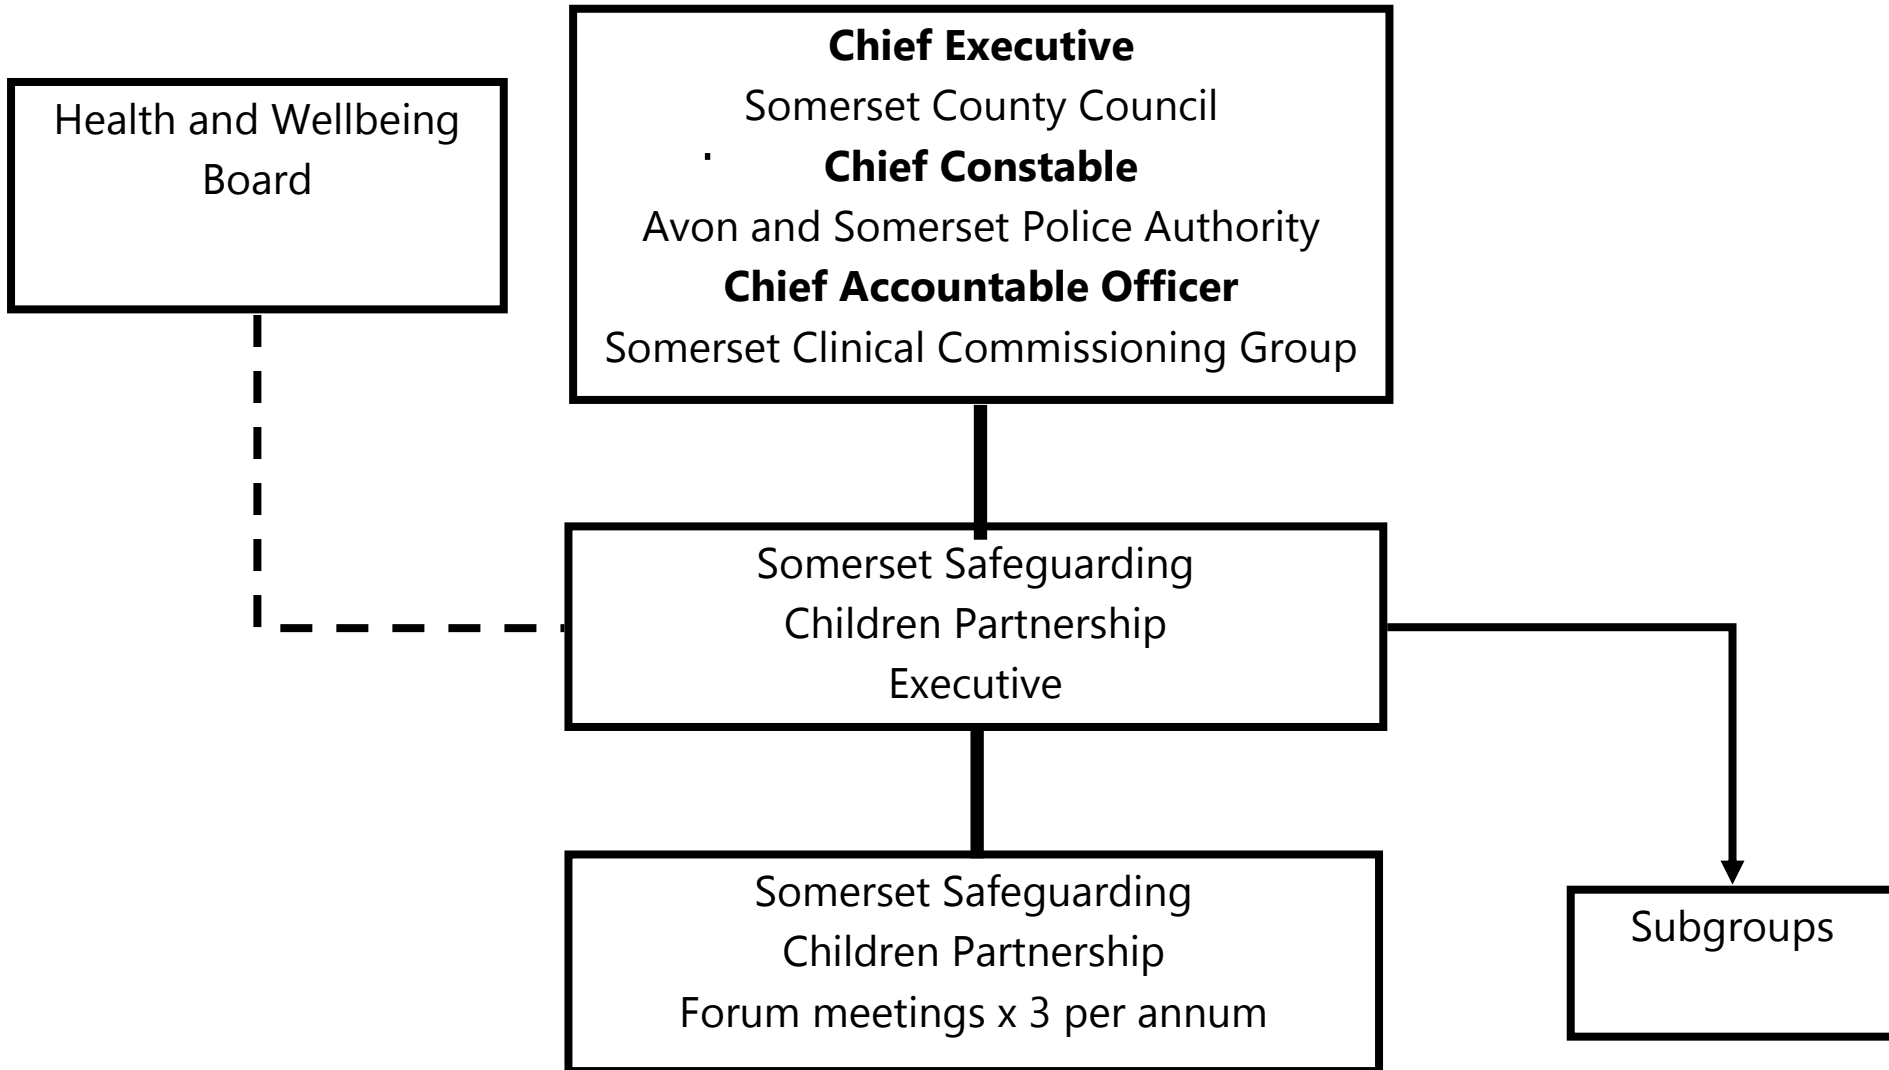 Health and Wellbeing
Board
Chief Executive
Somerset County Council
Chief Constable
Avon and Somerset Police Authority
Chief Accountable Officer
Somerset Clinical Commissioning Group
Somerset Safeguarding
Children Partnership
Executive
Somerset Safeguarding
Children Partnership
Forum meetings x 3 per annum
Subgroups